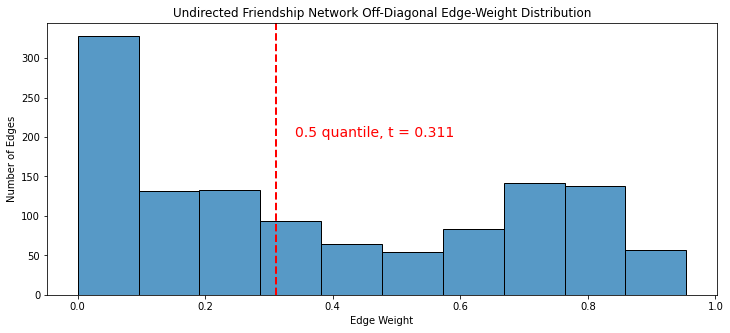 Undirected Friendship Network Off-Diagonal Edge-Weight Distribution
Number of Edges
300
250
200
150
100
50
0
0.5 quantile, t = 0.311
0.0 0.2 0.4 0.6 0.8 1.0
Edge Weight